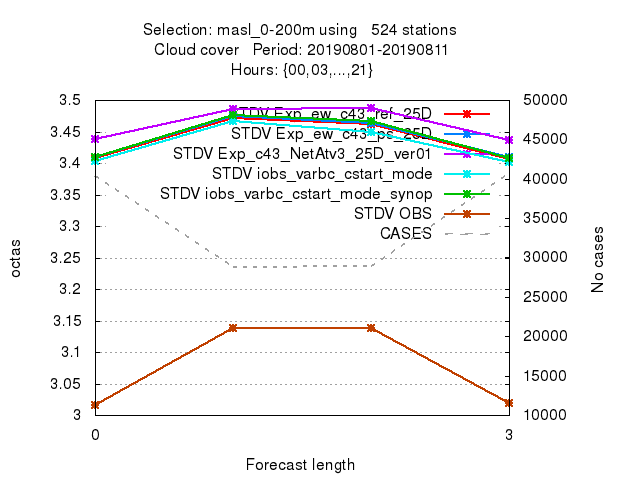 Selection: masl_0-200m using   524 stations
Cloud cover   Period: 20190801-20190811
Hours: {00,03,...,21}
3.5
3.45
3.4
3.35
3.3
3.25
3.2
3.15
3.1
3.05
3
octas
STDV Exp_ew_c43_ref_25D
STDV Exp_ew_c43_ps_25D
STDV Exp_c43_NetAtv3_25D_ver01
STDV iobs_varbc_cstart_mode
STDV iobs_varbc_cstart_mode_synop
STDV OBS
CASES
50000
45000
40000
35000
30000
25000
20000
15000
10000
No cases
0
3
Forecast length